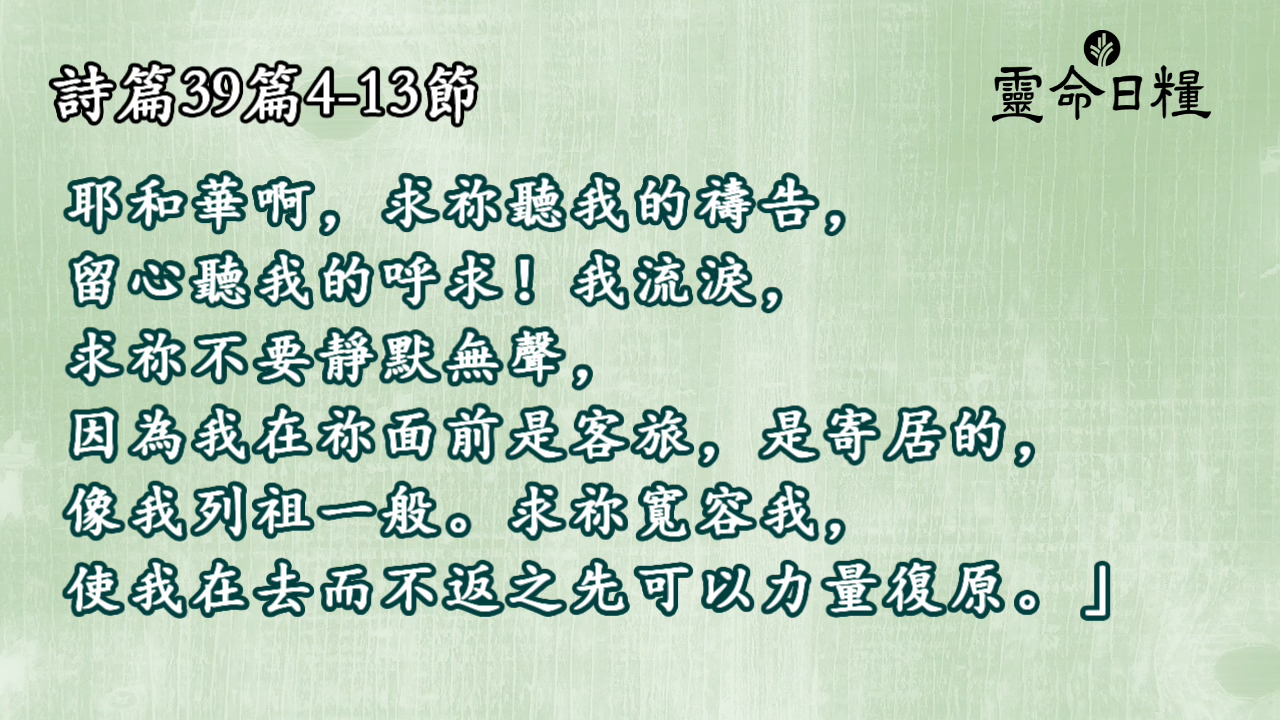 詩篇39篇4-13節
靈命日糧
耶和華啊，求祢聽我的禱告，
留心聽我的呼求！我流淚，
求祢不要靜默無聲，
因為我在祢面前是客旅，是寄居的，
像我列祖一般。求祢寬容我，
使我在去而不返之先可以力量復原。」